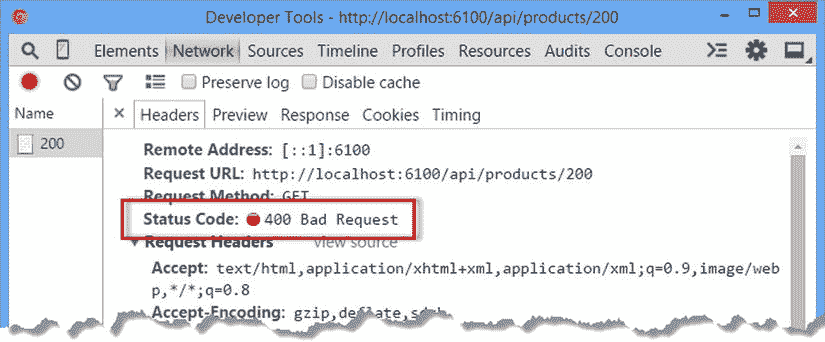 Developer Tools - http://localhost:6100/api/products/200
Elements Network Sources Timeline Profiles Resources Audits Console
Preserve log Disable cache
Name
× Headers Preview Response Cookies Timing
200
Remote Address: [::1]:6100
Request URL: http://localhost:6100/api/products/200
Request Method: GET
Status Code: 400 Bad Request
Request Headers view source
Accept: text/html,application/xhtml+xml,application/xml;q=0.9,image/web
p,*/*;q=0.8
Accept-Encoding: gzip,deflate,sdch